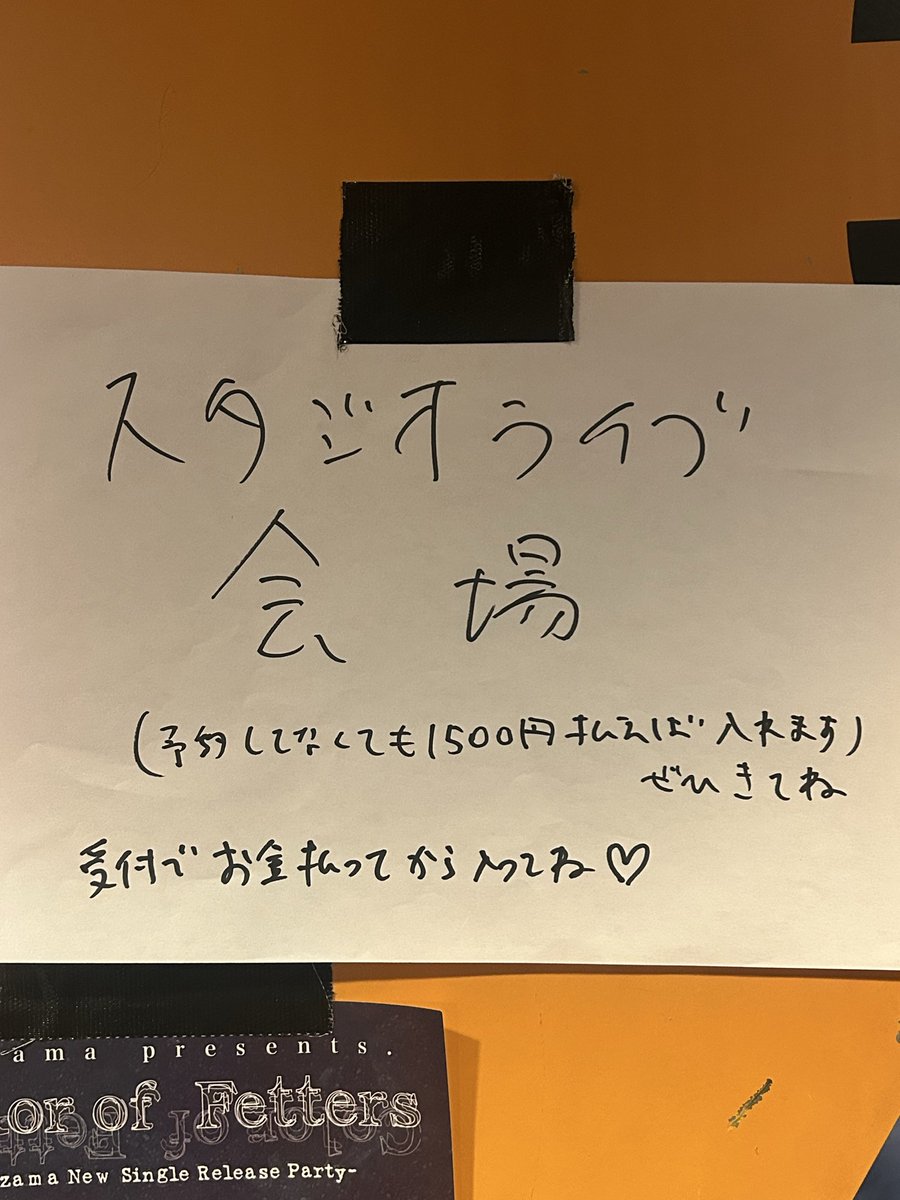 スタジオライブ
会場
(予約してなくても1500円払えば入れます)
ぜひきてね
受付でお金払ってから入ってね♡
ama presents.
or of Fetters
zama New Single Release Party-